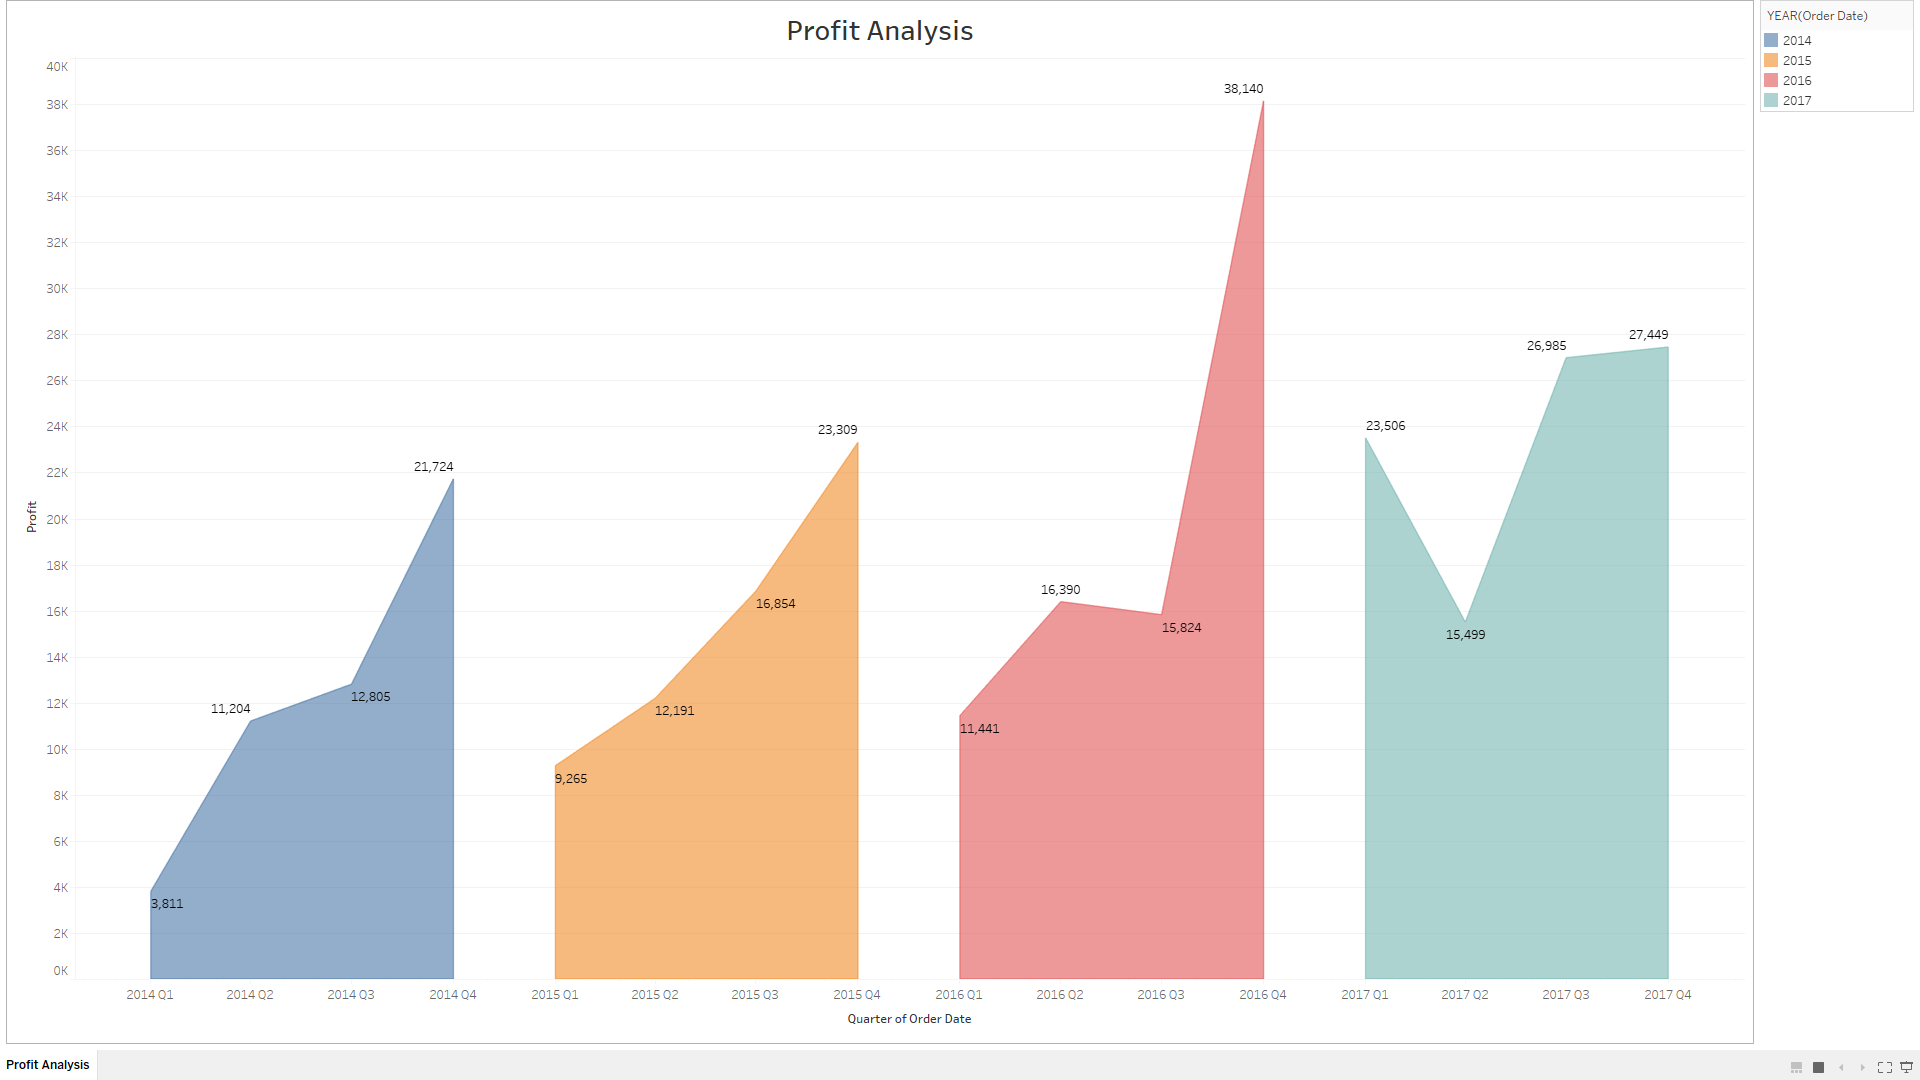 Profit Analysis
YEAR(Order Date)
2014
2015
2016
2017
40K
38K
36K
34K
32K
30K
28K
26K
24K
22K
20K
18K
16K
14K
12K
10K
8K
6K
4K
2K
0K
Profit
3,811
11,204
12,805
21,724
9,265
12,191
16,854
23,309
11,441
16,390
15,824
38,140
23,506
15,499
26,985
27,449
2014 Q1
2014 Q2
2014 Q3
2014 Q4
2015 Q1
2015 Q2
2015 Q3
2015 Q4
2016 Q1
2016 Q2
2016 Q3
2016 Q4
2017 Q1
2017 Q2
2017 Q3
2017 Q4
Quarter of Order Date
Profit Analysis